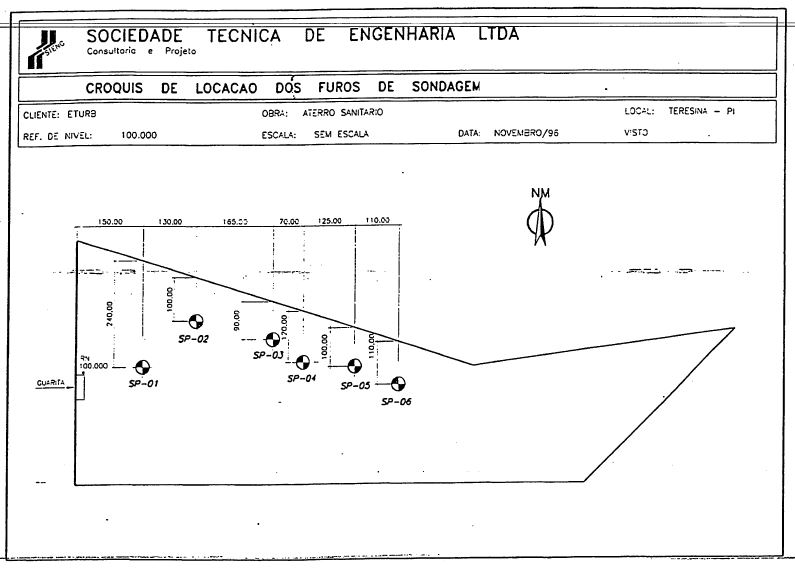 STENG
SOCIEDADE TECNICA DE ENGENHARIA LTDA
Consultoria e Projeto
CROQUIS DE LOCACAO DOS FUROS DE SONDAGEM
CLIENTE: ETURB OBRA: ATERRO SANITARIO LOCAL: TERESINA - PI
REF. DE NIVEL: 100.000 ESCALA: SEM ESCALA DATA: NOVEMBRO/96 VISTO
NM
150.00 130.00 165.00 70.00 125.00 110.00
240.00
100.00
90.00
120.00
100.00
110.00
SP-02
SP-03
RN
100.000
GUARITA
SP-01
SP-04
SP-05
SP-06